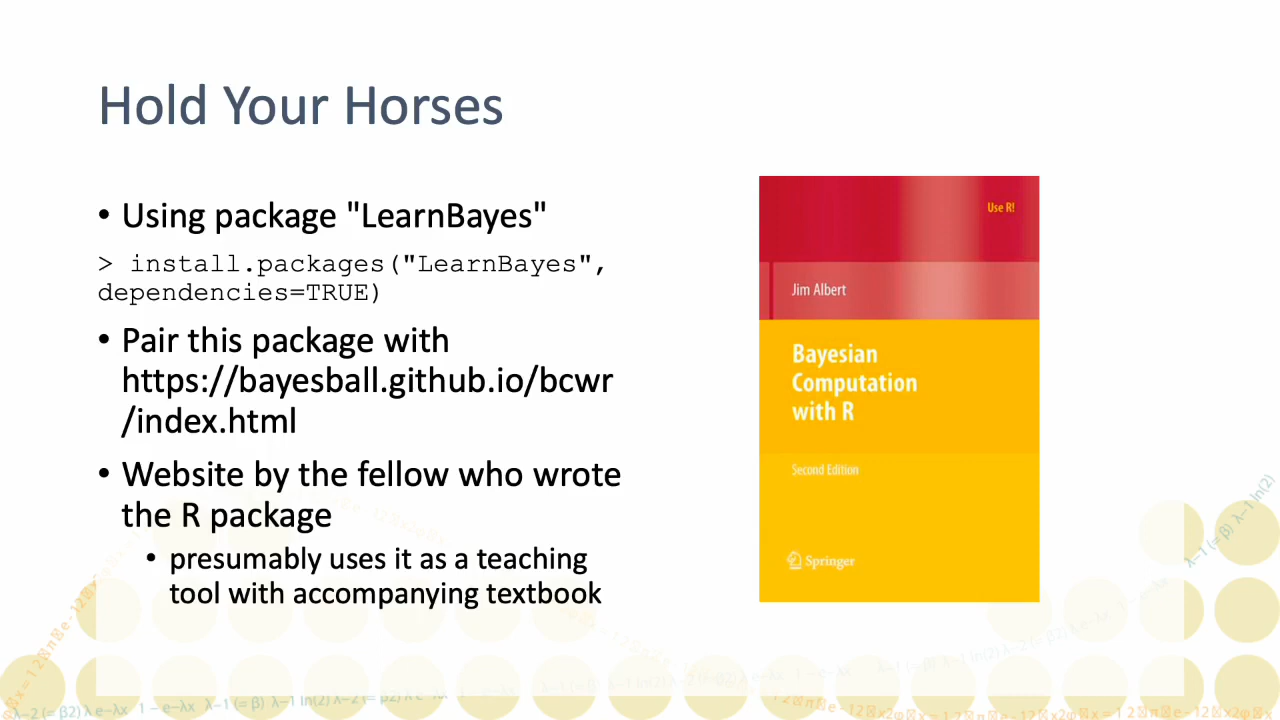 Hold Your Horses
• Using package "LearnBayes"
> install.packages("LearnBayes",
dependencies=TRUE)
• Pair this package with
https://bayesball.github.io/bcwr
/index.html
• Website by the fellow who wrote
the R package
• presumably uses it as a teaching
tool with accompanying textbook
Use R!
Jim Albert
Bayesian
Computation
with R
Second Edition
Springer